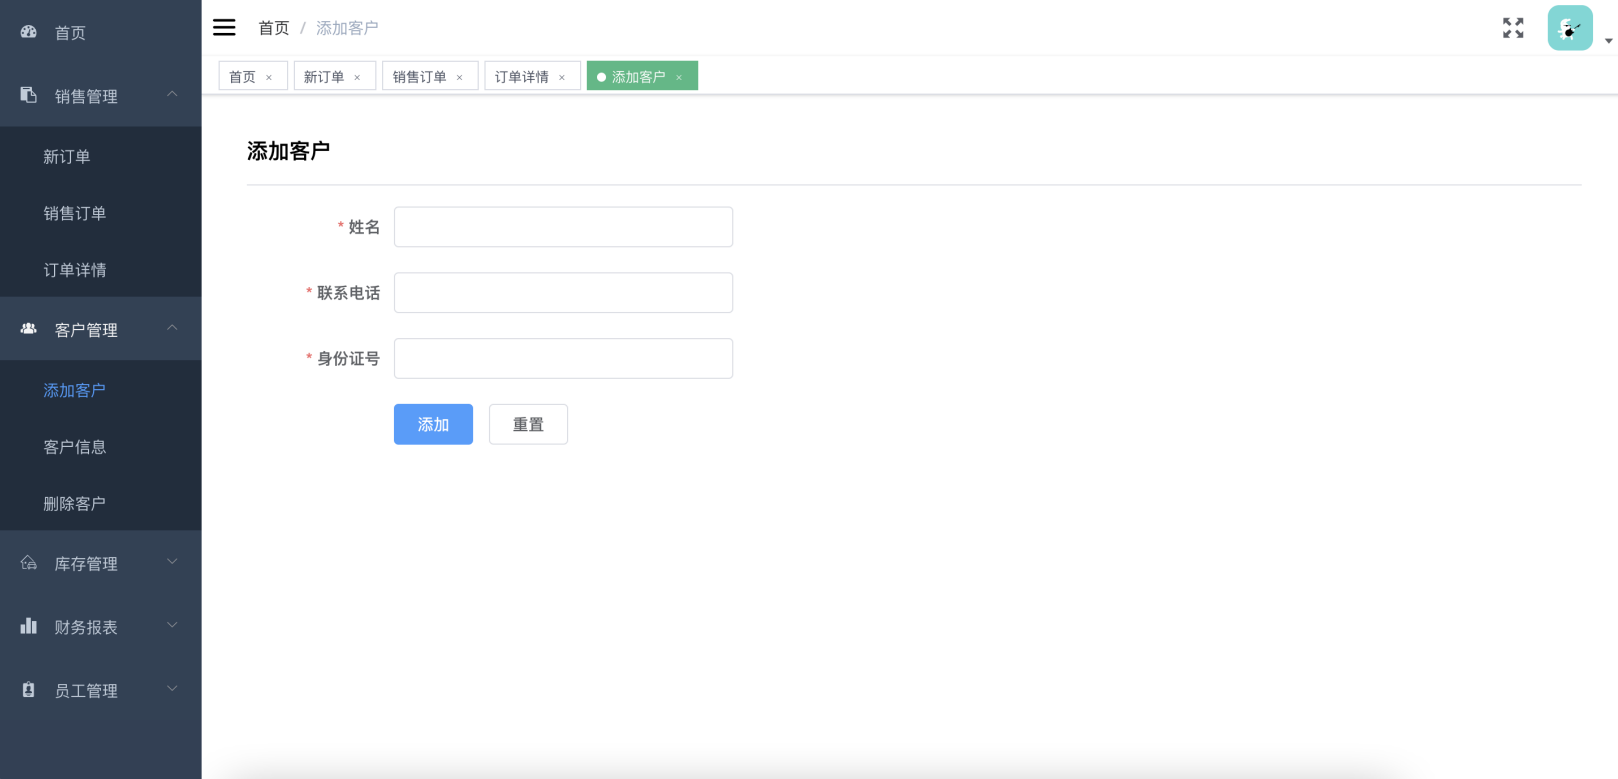 首页
销售管理
新订单
销售订单
订单详情
客户管理
添加客户
客户信息
删除客户
库存管理
财务报表
员工管理
首页 / 添加客户
首页 × 新订单 × 销售订单 × 订单详情 × 添加客户 ×
添加客户
* 姓名
* 联系电话
* 身份证号
添加 重置